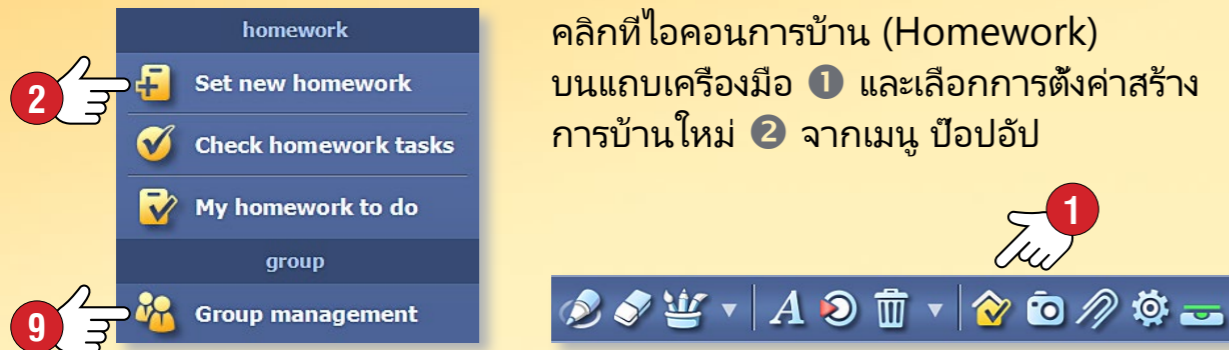 homework
2
Set new homework
Check homework tasks
My homework to do
group
9
Group management
คลิกที่ไอคอนการบ้าน (Homework)
บนแถบเครื่องมือ ❶ และเลือกการตั้งค่าสร้าง
การบ้านใหม่ ❷ จากเมนู ป๊อปอัป
1
A